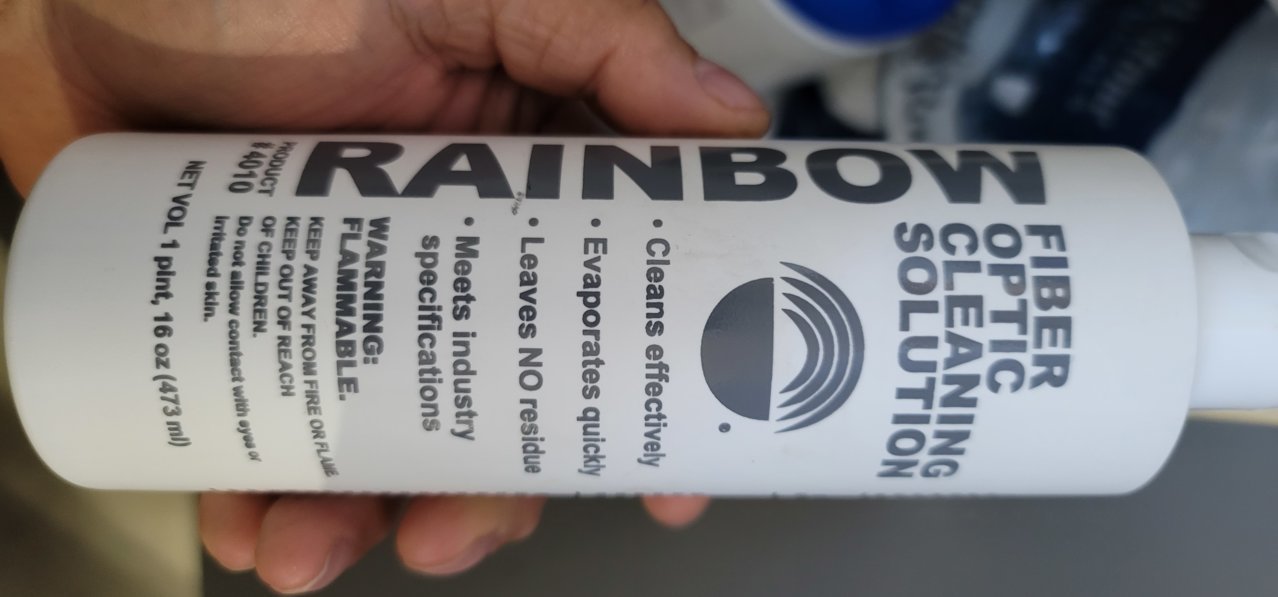 RAINBOW
FIBER
OPTIC
CLEANING
SOLUTION
• Cleans effectively
• Evaporates quickly
• Leaves NO residue
• Meets industry
specifications
WARNING:
FLAMMABLE.
KEEP AWAY FROM FIRE OR FLAME
KEEP OUT OF REACH
OF CHILDREN.
Do not allow contact with eyes or
irritated skin.
PRODUCT
# 4010
NET VOL 1 pint, 16 oz (473 ml)